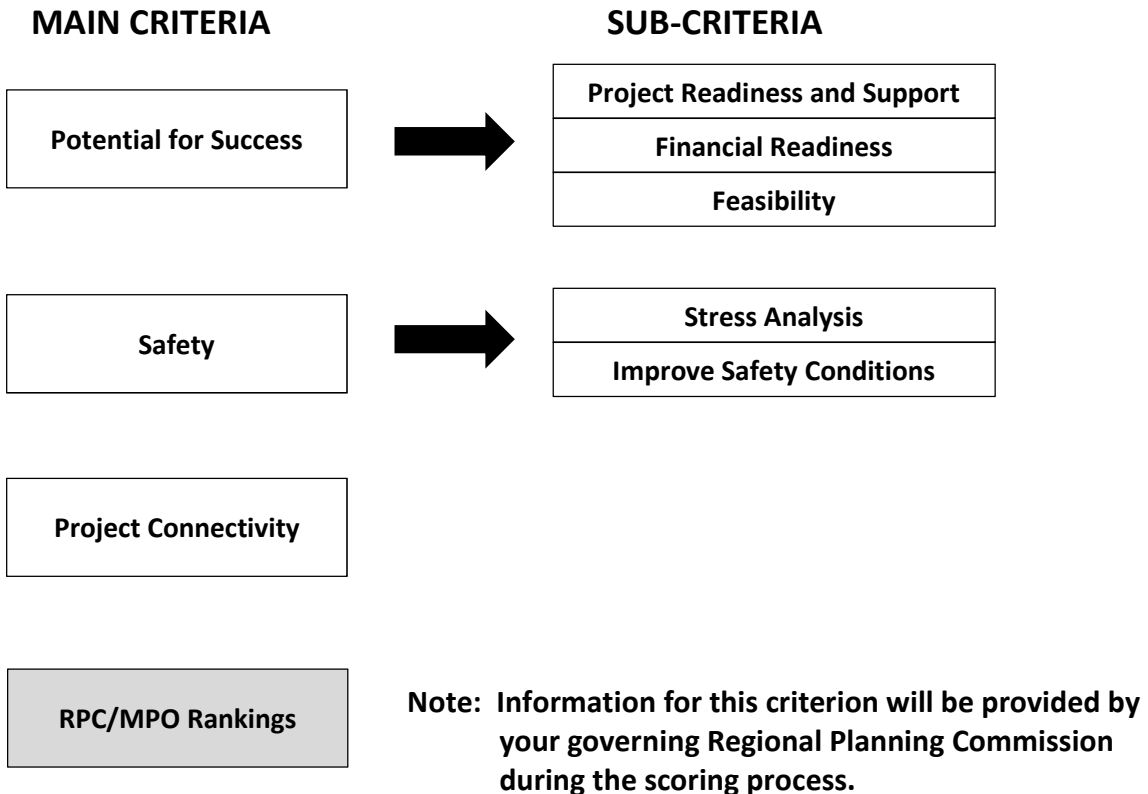 MAIN CRITERIA
SUB-CRITERIA
Potential for Success
Project Readiness and Support
Financial Readiness
Feasibility
Safety
Stress Analysis
Improve Safety Conditions
Project Connectivity
RPC/MPO Rankings
Note: Information for this criterion will be provided by
your governing Regional Planning Commission
during the scoring process.